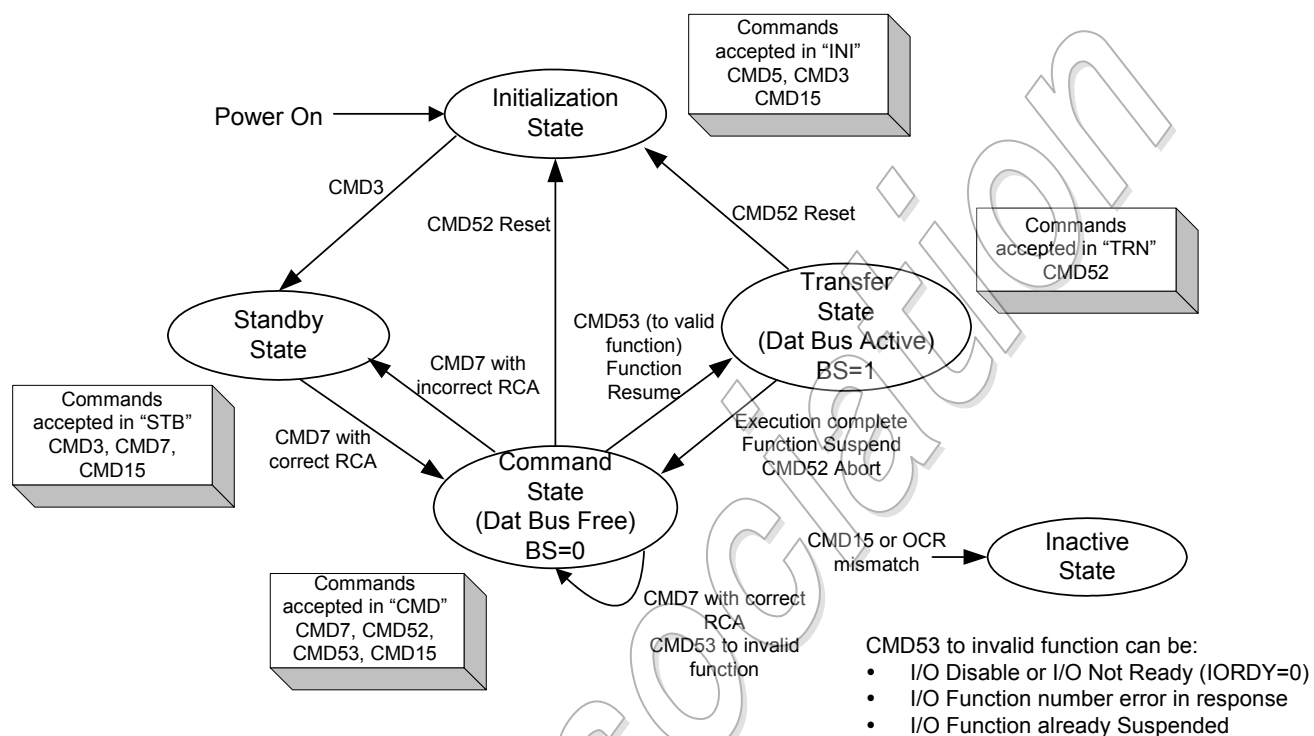 Commands
accepted in "INI"
CMD5, CMD3
CMD15
Power On
Initialization
State
CMD3
CMD52 Reset
CMD52 Reset
Commands
accepted in "TRN"
CMD52
Standby
State
Transfer
State
(Dat Bus Active)
BS=1
CMD53 (to valid
function)
Function
Resume
CMD7 with
incorrect RCA
Commands
accepted in "STB"
CMD3, CMD7,
CMD15
CMD7 with
correct RCA
Execution complete
Function Suspend
CMD52 Abort
Command
State
(Dat Bus Free)
BS=0
CMD15 or OCR
mismatch
Inactive
State
Commands
accepted in "CMD"
CMD7, CMD52,
CMD53, CMD15
CMD7 with correct
RCA
CMD53 to invalid
function
CMD53 to invalid function can be:
• I/O Disable or I/O Not Ready (IORDY=0)
• I/O Function number error in response
• I/O Function already Suspended
sociation